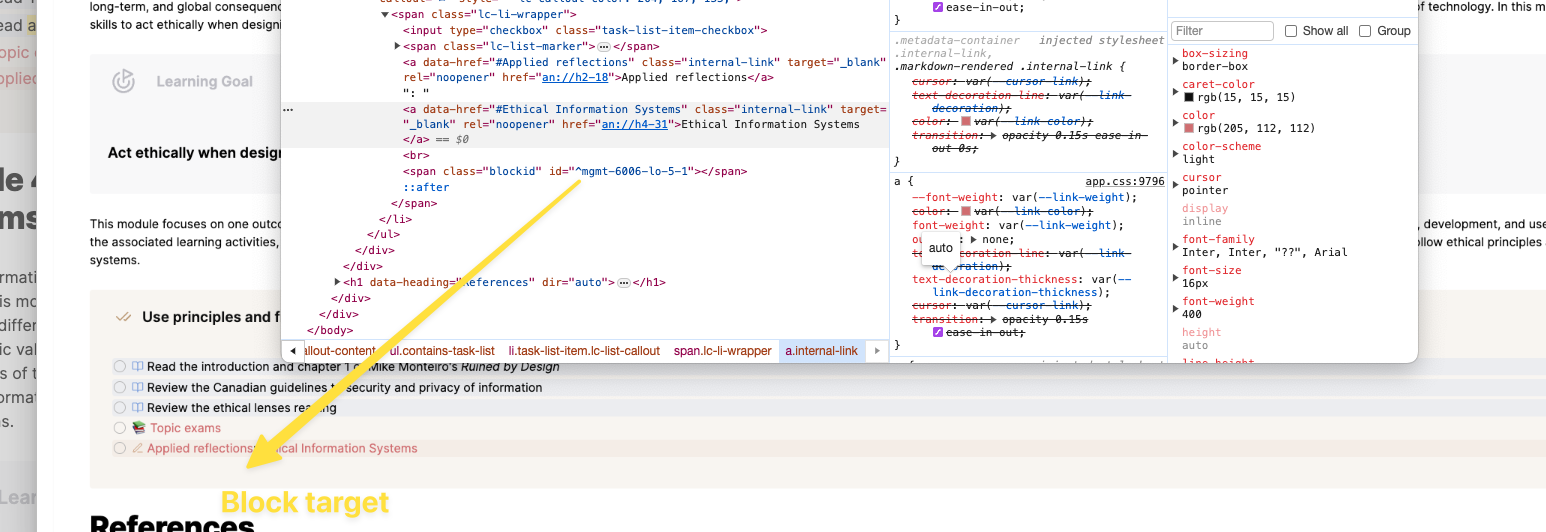 long-term, and global consequenc
skills to act ethically when designi
ead a
opic
pplied
Learning Goal
Act ethically when design
le 4
ms
This module focuses on one outco
the associated learning activities,
systems.
Use principles and f
Read the introduction and chapter 1 of Mike Monteiro's Ruined by Design
Review the Canadian guidelines to security and privacy of information
Review the ethical lenses reading
Topic exams
Applied reflections: Ethical Information Systems
Block target
References
<span class="lc-li-wrapper">
<input type="checkbox" class="task-list-item-checkbox">
<span class="lc-list-marker">⋯</span>
<a data-href="#Applied reflections" class="internal-link" target="_blank"
rel="noopener" href="an://h2-18">Applied reflections</a>
": "
<a data-href="#Ethical Information Systems" class="internal-link" target=
"_blank" rel="noopener" href="an://h4-31">Ethical Information Systems
</a> == $0
<br>
<span class="blockid" id="^mgmt-6006-lo-5-1"></span>
::after
</span>
</li>
</ul>
</div>
</div>
<h1 data-heading="References" dir="auto">⋯</h1>
</div>
</div>
</body>
allout-content ul.contains-task-list li.task-list-item.lc-list-callout span.lc-li-wrapper a.internal-link
ease-in-out;
}
.metadata-container injected stylesheet
.internal-link,
.markdown-rendered .internal-link {
cursor: var(--cursor-link);
text-decoration-line: var(--link-
decoration);
color: var(--link-color);
transition: opacity 0.15s ease-in-
out 0s;
}
a { app.css:9796
--font-weight: var(--link-weight);
color: var(--link-color);
font-weight: var(--link-weight);
none;
auto
coration-line: var(--link-
text-decoration-thickness: var(--
link-decoration-thickness);
cursor: var(--cursor-link);
transition: opacity 0.15s
ease-in-out;
}
Filter Show all Group
box-sizing
border-box
caret-color
rgb(15, 15, 15)
color
rgb(205, 112, 112)
color-scheme
light
cursor
pointer
display
inline
font-family
Inter, Inter, "??", Arial
font-size
16px
font-weight
400
height
auto
of technology. In this m
, development, and use
ollow ethical principles a